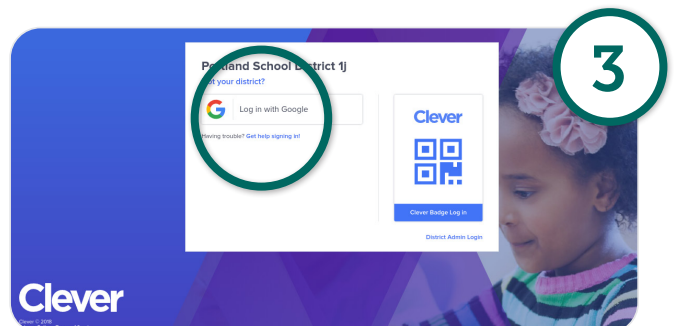 3
Portland School District 1j
Not your district?
Log in with Google
Having trouble? Get help signing in!
Clever
Clever Badge Log in
District Admin Login
Clever
Clever © 2019